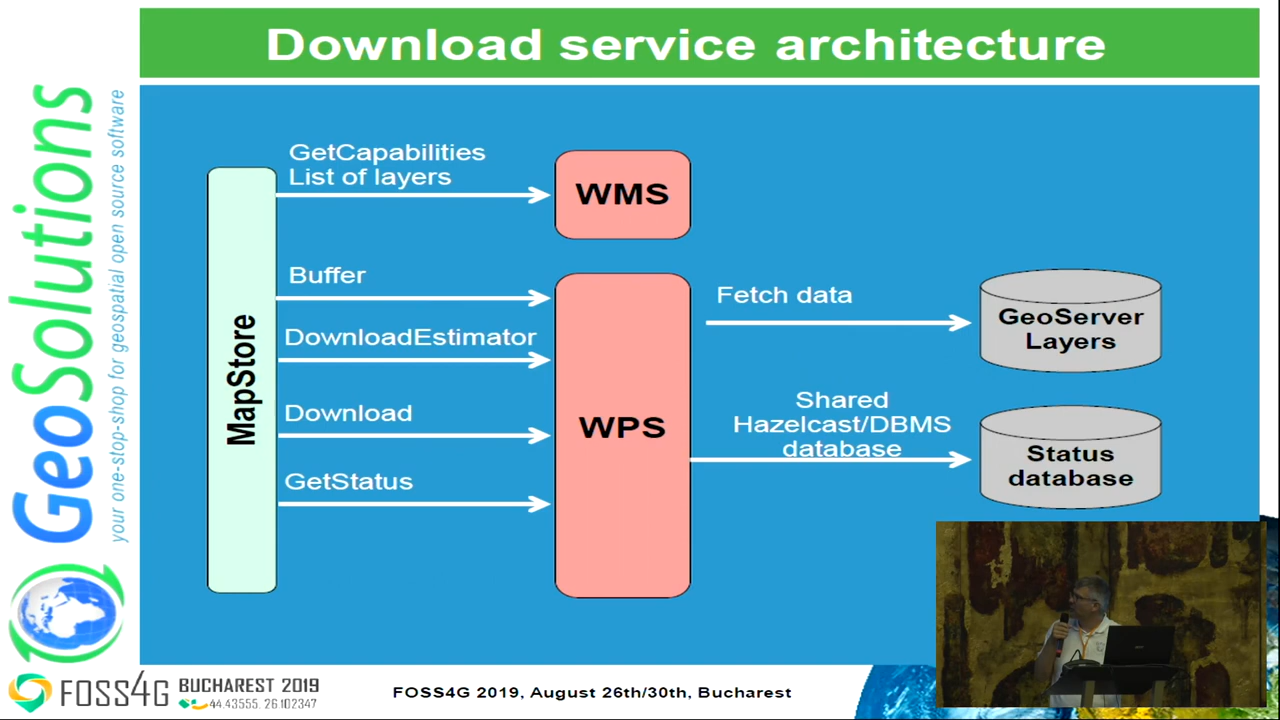 Download service architecture
GeoSolutions
your one-stop-shop for geospatial open source software
GetCapabilities
List of layers
WMS
MapStore
Buffer
DownloadEstimator
Download
GetStatus
WPS
Fetch data
GeoServer
Layers
Shared
Hazelcast/DBMS
database
Status
database
FOSS4G
BUCHAREST 2019
44.43555. 26.102347
FOSS4G 2019, August 26th/30th, Bucharest